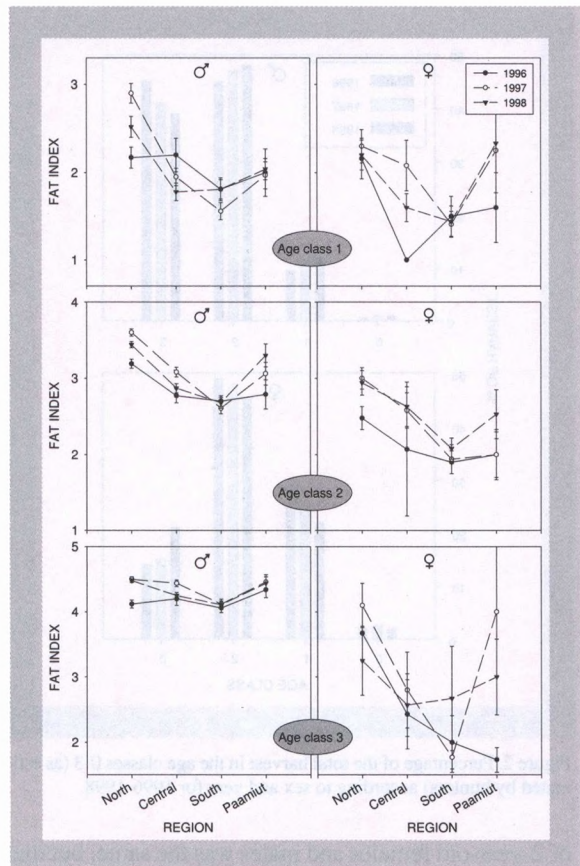 ♂
♀
1996
1997
1998
3
2
1
FAT INDEX
Age class 1
♂
♀
4
3
2
1
FAT INDEX
Age class 2
♂
♀
5
4
3
2
FAT INDEX
Age class 3
North
Central
South
Paamiut
North
Central
South
Paamiut
REGION
REGION